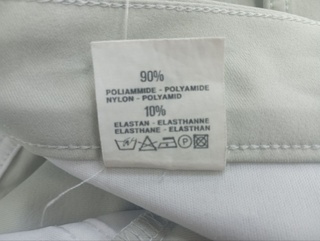 90%
POLIAMMIDE - POLYAMIDE
NYLON - POLYAMID
10%
ELASTAN - ELASTHANNE
ELASTHANE - ELASTHAN
P